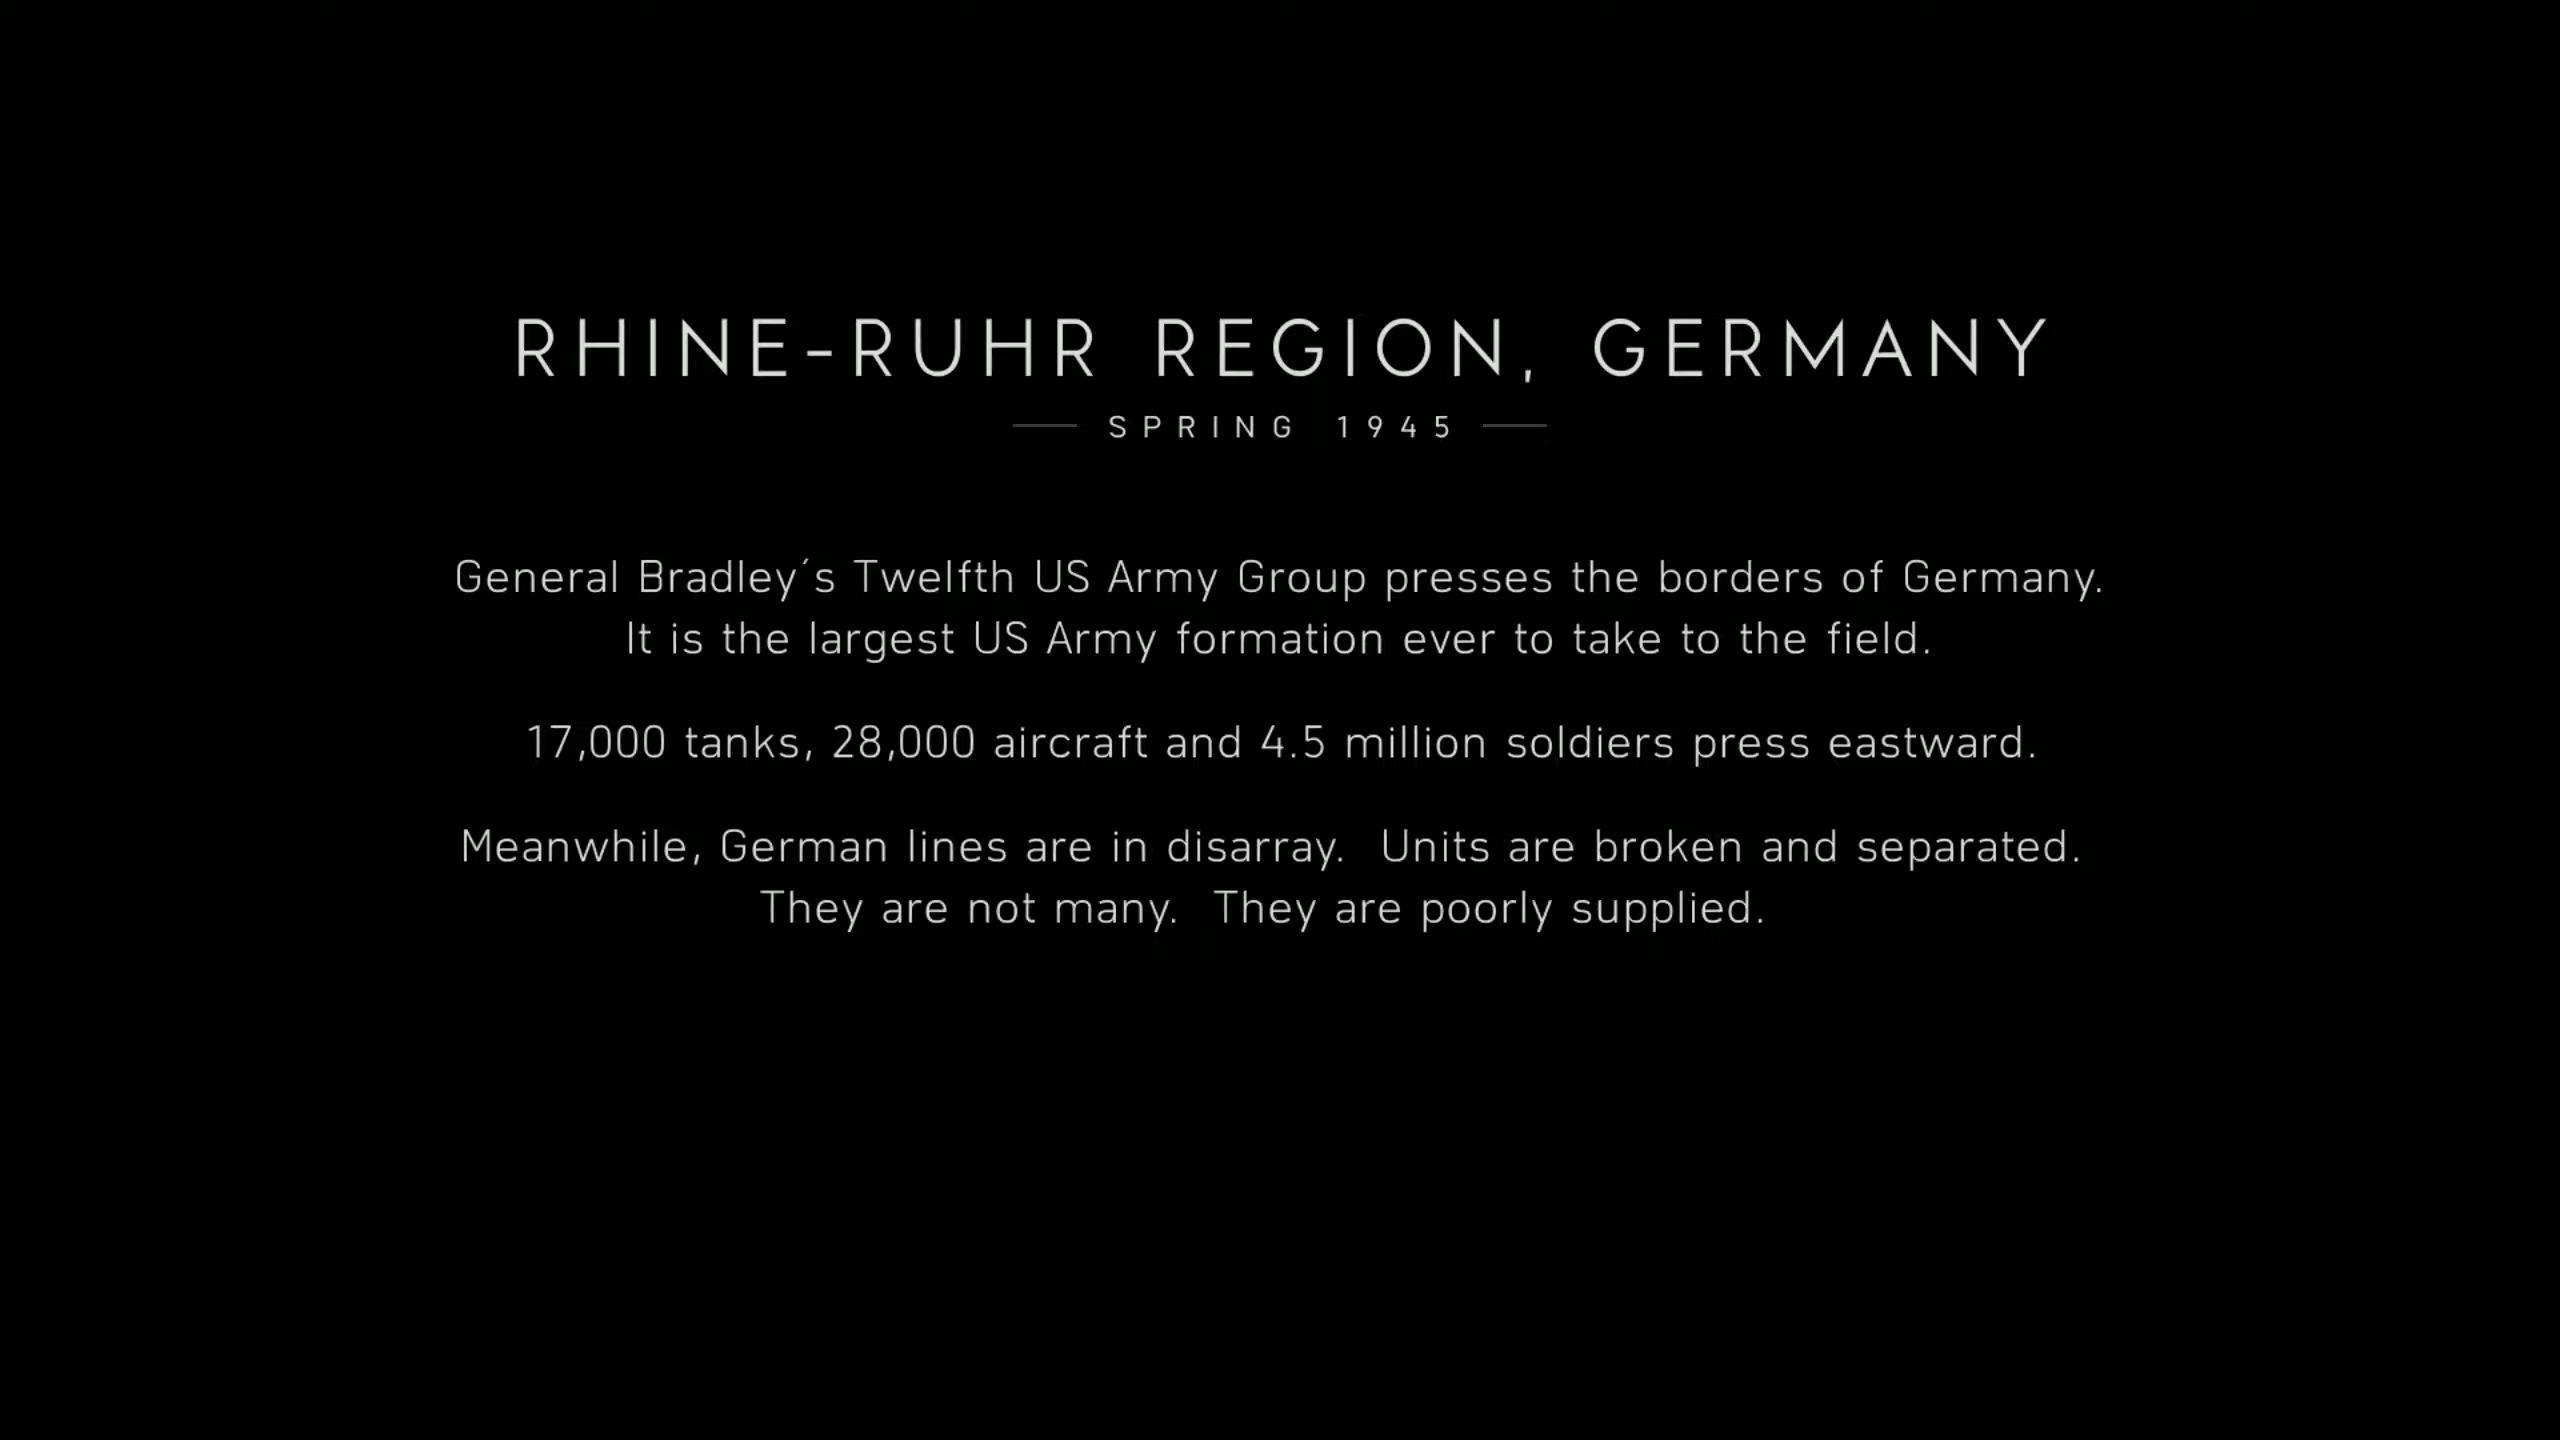 RHINE-RUHR REGION, GERMANY
SPRING 1945
General Bradley´s Twelfth US Army Group presses the borders of Germany.
It is the largest US Army formation ever to take to the field.
17,000 tanks, 28,000 aircraft and 4.5 million soldiers press eastward.
Meanwhile, German lines are in disarray.  Units are broken and separated.
They are not many.  They are poorly supplied.